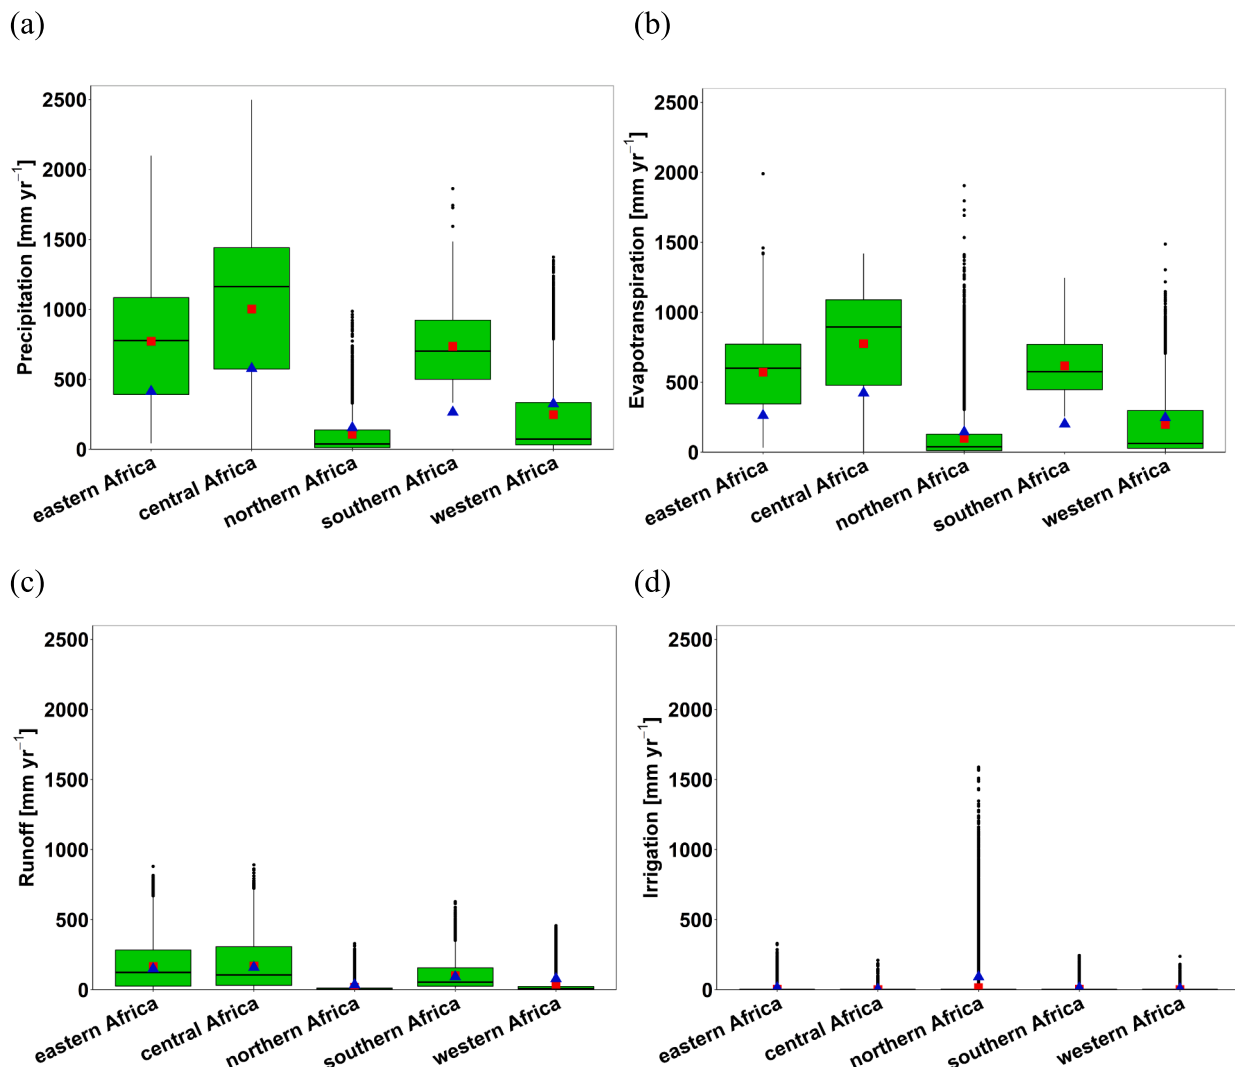 (a)
Precipitation [mm yr⁻¹]
2500
2000
1500
1000
500
0
eastern Africa
central Africa
northern Africa
southern Africa
western Africa
(b)
Evapotranspiration [mm yr⁻¹]
2500
2000
1500
1000
500
0
eastern Africa
central Africa
northern Africa
southern Africa
western Africa
(c)
Runoff [mm yr⁻¹]
2500
2000
1500
1000
500
0
eastern Africa
central Africa
northern Africa
southern Africa
western Africa
(d)
Irrigation [mm yr⁻¹]
2500
2000
1500
1000
500
0
eastern Africa
central Africa
northern Africa
southern Africa
western Africa